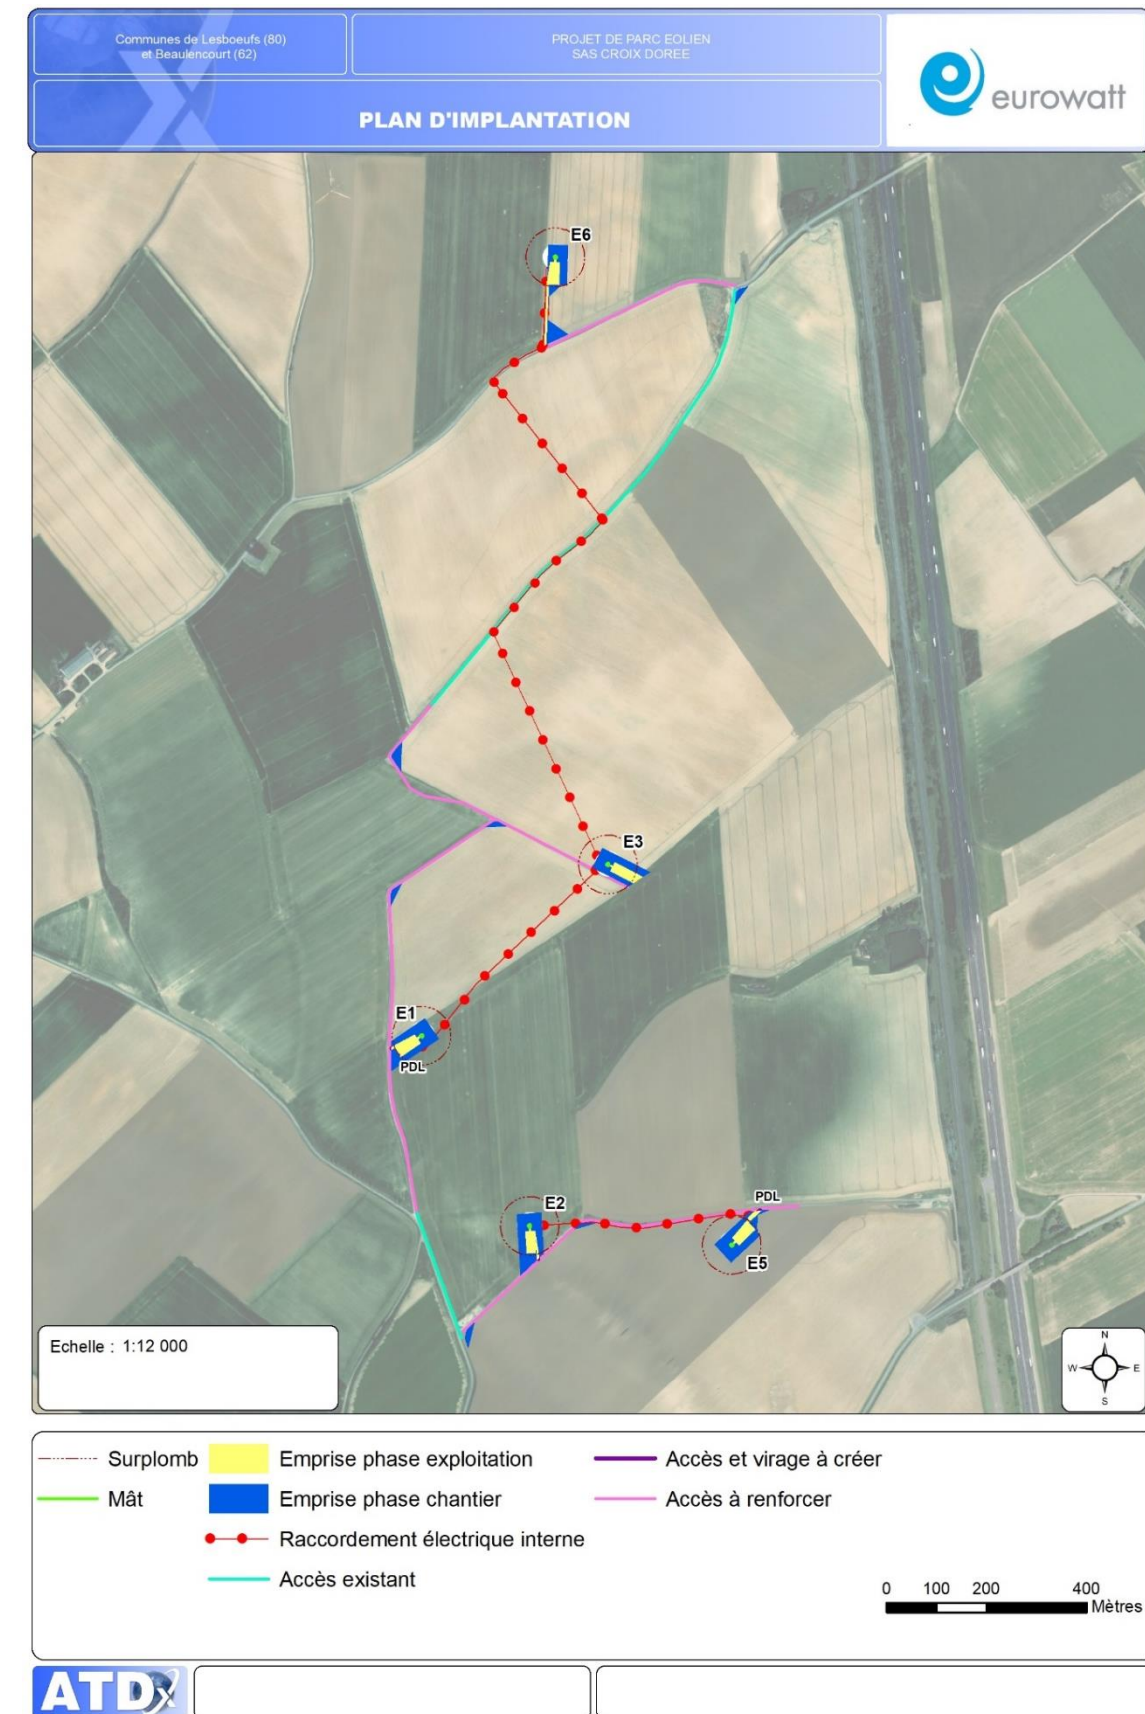 Communes de Lesboeufs (80)
et Beaulencourt (62)
PROJET DE PARC EOLIEN
SAS CROIX DOREE
eurowatt
PLAN D'IMPLANTATION
E6
E3
E1
PDL
E2
PDL
E5
Echelle : 1:12 000
N
W E
S
Surplomb
Emprise phase exploitation
Accès et virage à créer
Mât
Emprise phase chantier
Accès à renforcer
Raccordement électrique interne
Accès existant
0 100 200 400
Mètres
ATDx